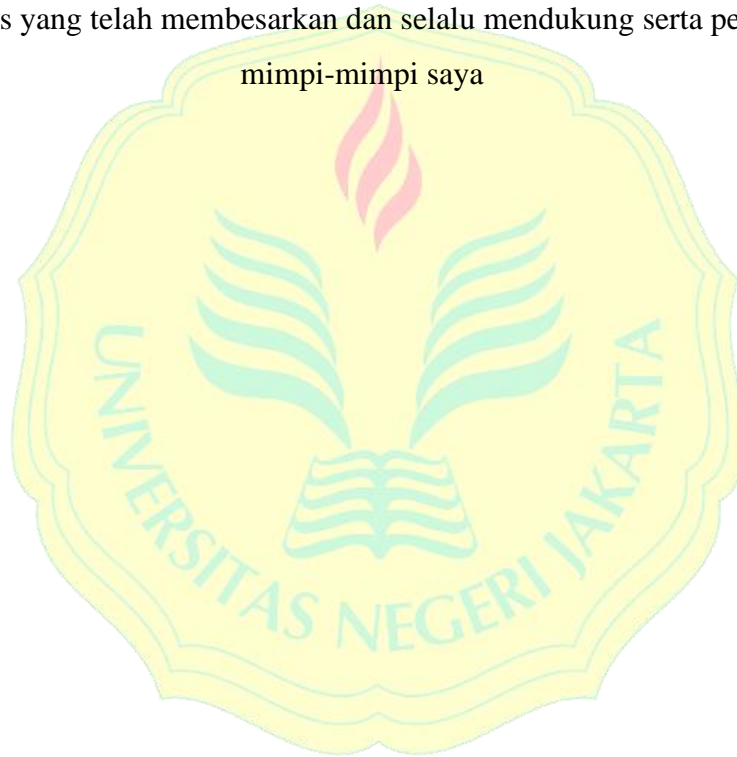 s yang telah membesarkan dan selalu mendukung serta pe
mimpi-mimpi saya
UNIVERSITAS NEGERI JAKARTA